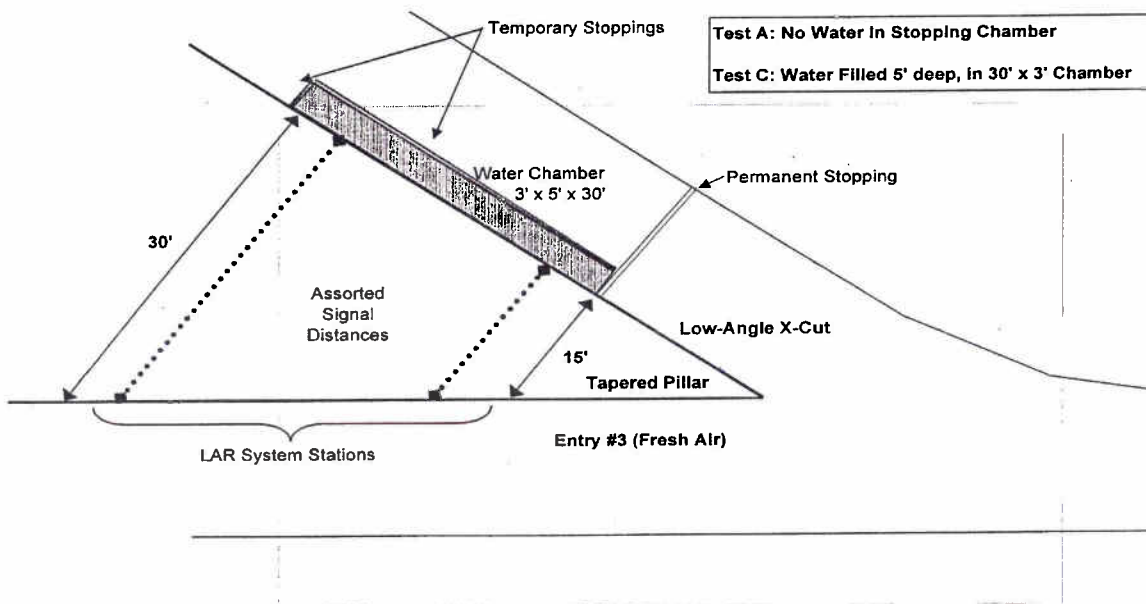 Temporary Stoppings
Test A: No Water In Stopping Chamber
Test C: Water Filled 5' deep, in 30' x 3' Chamber
Water Chamber
3' x 5' x 30'
Permanent Stopping
30'
Assorted
Signal
Distances
Low-Angle X-Cut
15'
Tapered Pillar
LAR System Stations
Entry #3 (Fresh Air)